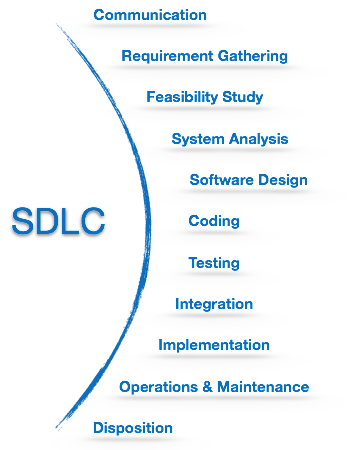 Communication
Requirement Gathering
Feasibility Study
System Analysis
Software Design
SDLC
Coding
Testing
Integration
Implementation
Operations & Maintenance
Disposition